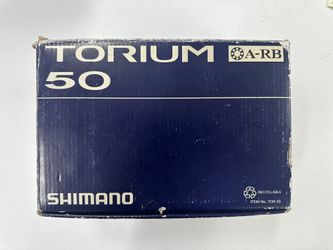 TORIUM A-RB
50
SHIMANO
RECYCLABLE
ITEM No. TOR-50